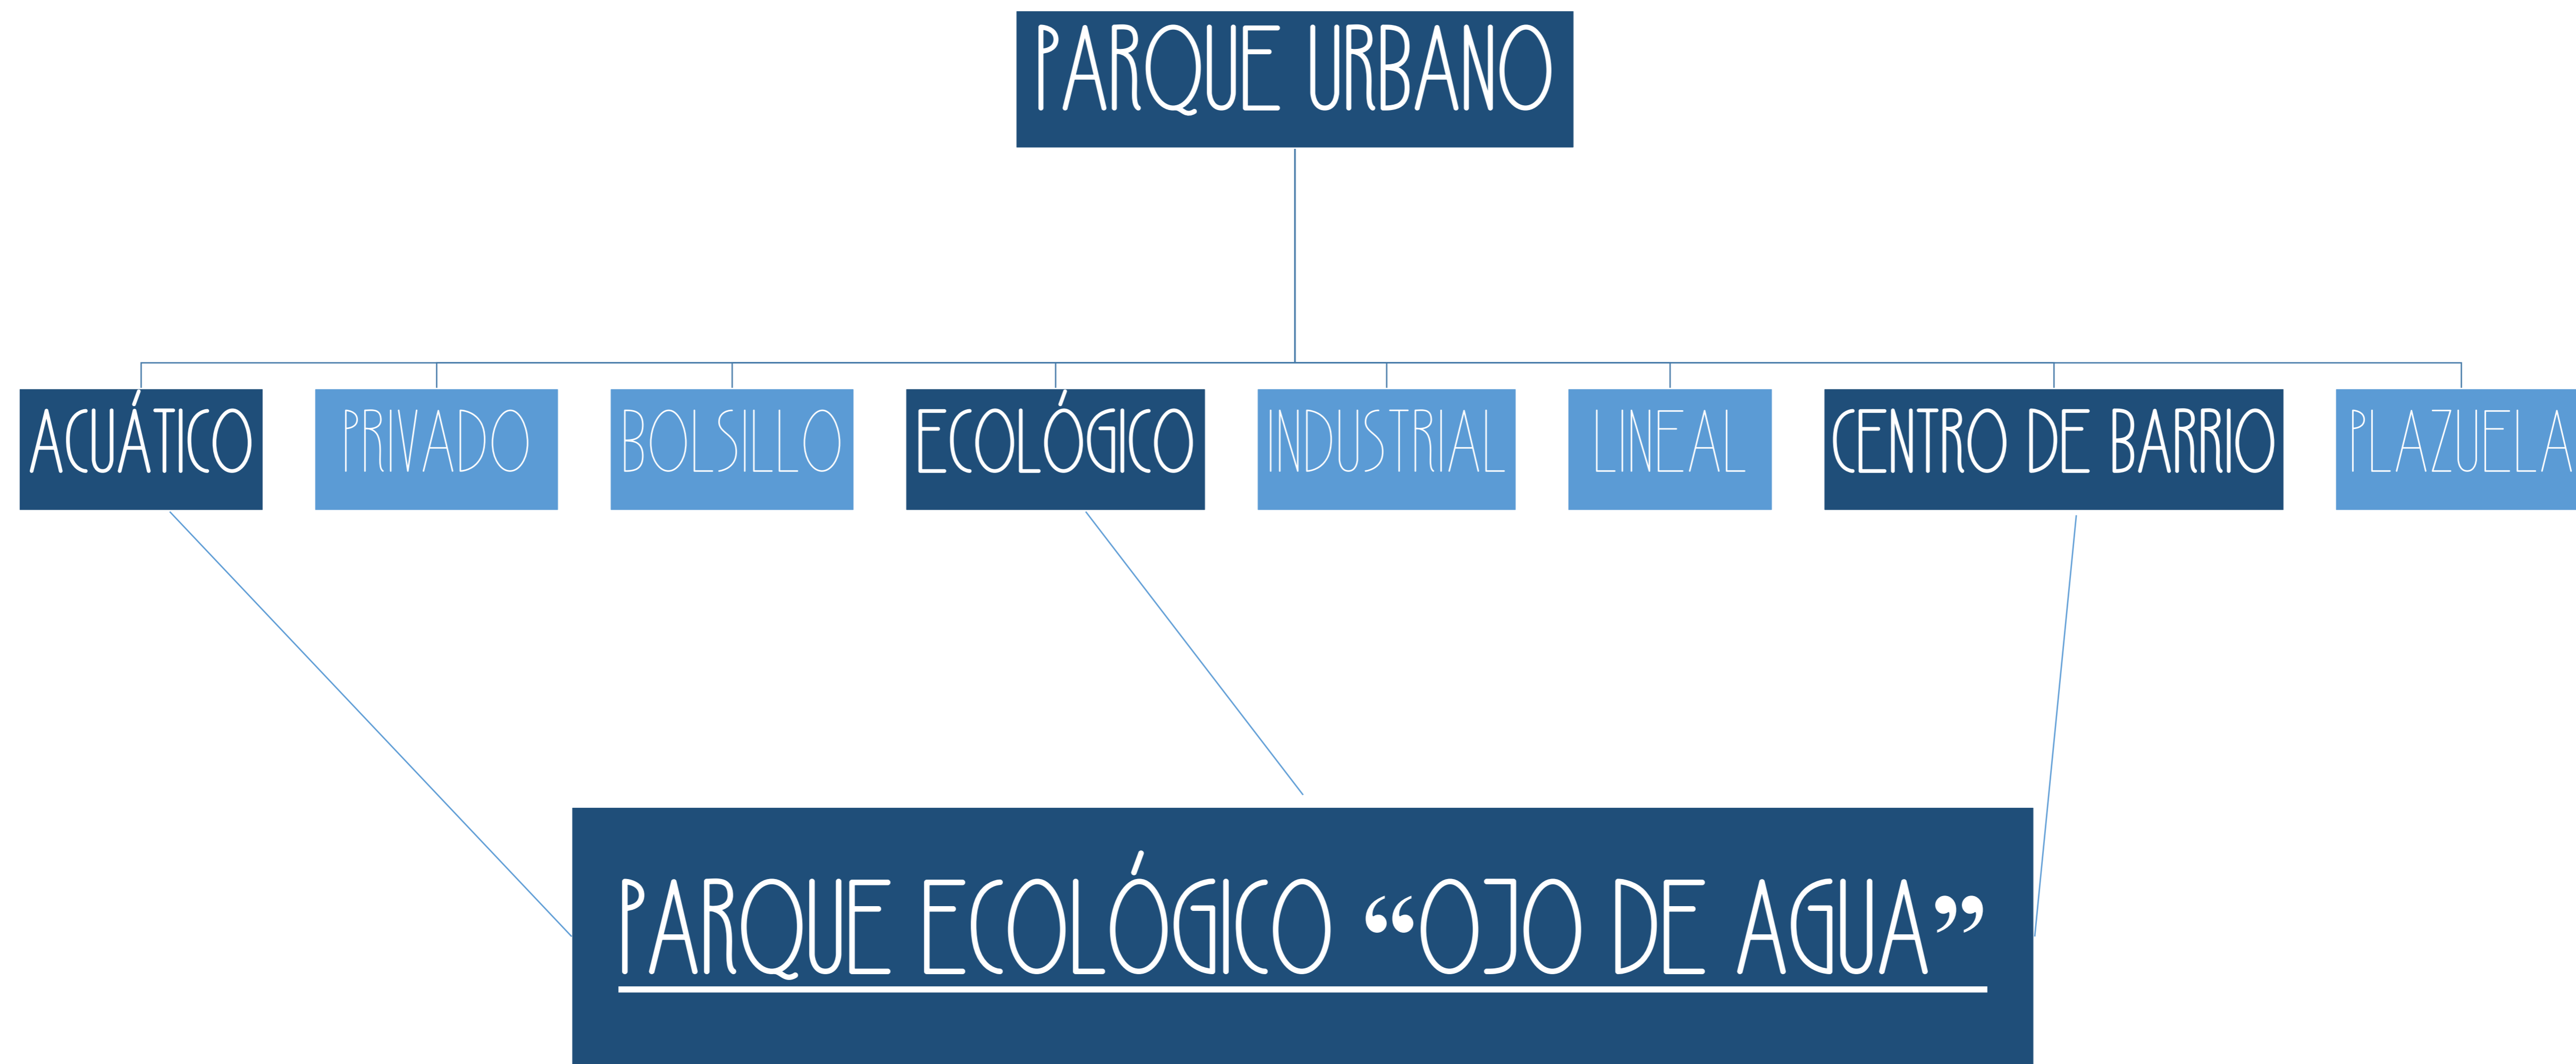 PARQUE URBANO
ACUÁTICO
PRIVADO
BOLSILLO
ECOLÓGICO
INDUSTRIAL
LINEAL
CENTRO DE BARRIO
PLAZUELA
PARQUE ECOLÓGICO “OJO DE AGUA”